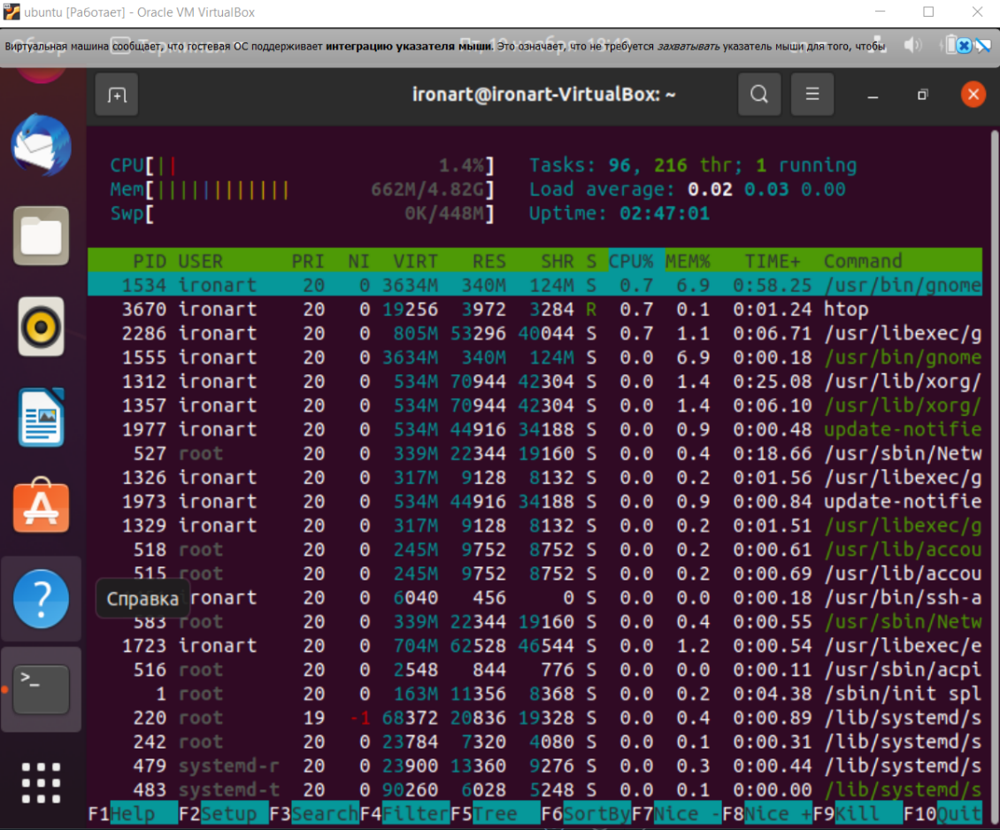 ubuntu [Работает] - Oracle VM VirtualBox
Виртуальная машина сообщает, что гостевая ОС поддерживает интеграцию указателя мыши. Это означает, что не требуется захватывать указатель мыши для того, чтобы
ironart@ironart-VirtualBox: ~
CPU[|| 1.4%] Tasks: 96, 216 thr; 1 running
Mem[|||||||||||| 662M/4.82G] Load average: 0.02 0.03 0.00
Swp[ 0K/448M] Uptime: 02:47:01
PID USER PRI NI VIRT RES SHR S CPU% MEM% TIME+ Command
1534 ironart 20 0 3634M 340M 124M S 0.7 6.9 0:58.25 /usr/bin/gnome
3670 ironart 20 0 19256 3972 3284 R 0.7 0.1 0:01.24 htop
2286 ironart 20 0 805M 53296 40044 S 0.7 1.1 0:06.71 /usr/libexec/g
1555 ironart 20 0 3634M 340M 124M S 0.0 6.9 0:00.18 /usr/bin/gnome
1312 ironart 20 0 534M 70944 42304 S 0.0 1.4 0:25.08 /usr/lib/xorg/
1357 ironart 20 0 534M 70944 42304 S 0.0 1.4 0:06.10 /usr/lib/xorg/
1977 ironart 20 0 534M 44916 34188 S 0.0 0.9 0:00.48 update-notifie
527 root 20 0 339M 22344 19160 S 0.0 0.4 0:18.66 /usr/sbin/Netw
1326 ironart 20 0 317M 9128 8132 S 0.0 0.2 0:01.56 /usr/libexec/g
1973 ironart 20 0 534M 44916 34188 S 0.0 0.9 0:00.84 update-notifie
1329 ironart 20 0 317M 9128 8132 S 0.0 0.2 0:01.51 /usr/libexec/g
518 root 20 0 245M 9752 8752 S 0.0 0.2 0:00.61 /usr/lib/accou
515 root 20 0 245M 9752 8752 S 0.0 0.2 0:00.69 /usr/lib/accou
Справка
ronart 20 0 6040 456 0 S 0.0 0.0 0:00.18 /usr/bin/ssh-a
583 root 20 0 339M 22344 19160 S 0.0 0.4 0:00.55 /usr/sbin/Netw
1723 ironart 20 0 704M 62528 46544 S 0.0 1.2 0:00.54 /usr/libexec/e
516 root 20 0 2548 844 776 S 0.0 0.0 0:00.11 /usr/sbin/acpi
1 root 20 0 163M 11356 8368 S 0.0 0.2 0:04.38 /sbin/init spl
220 root 19 -1 68372 20836 19328 S 0.0 0.4 0:00.89 /lib/systemd/s
242 root 20 0 23784 7320 4080 S 0.0 0.1 0:00.31 /lib/systemd/s
479 systemd-r 20 0 23900 13360 9276 S 0.0 0.3 0:00.44 /lib/systemd/s
483 systemd-t 20 0 90260 6028 5248 S 0.0 0.1 0:00.00 /lib/systemd/s
F1Help F2Setup F3SearchF4FilterF5Tree F6SortByF7Nice -F8Nice +F9Kill F10Quit